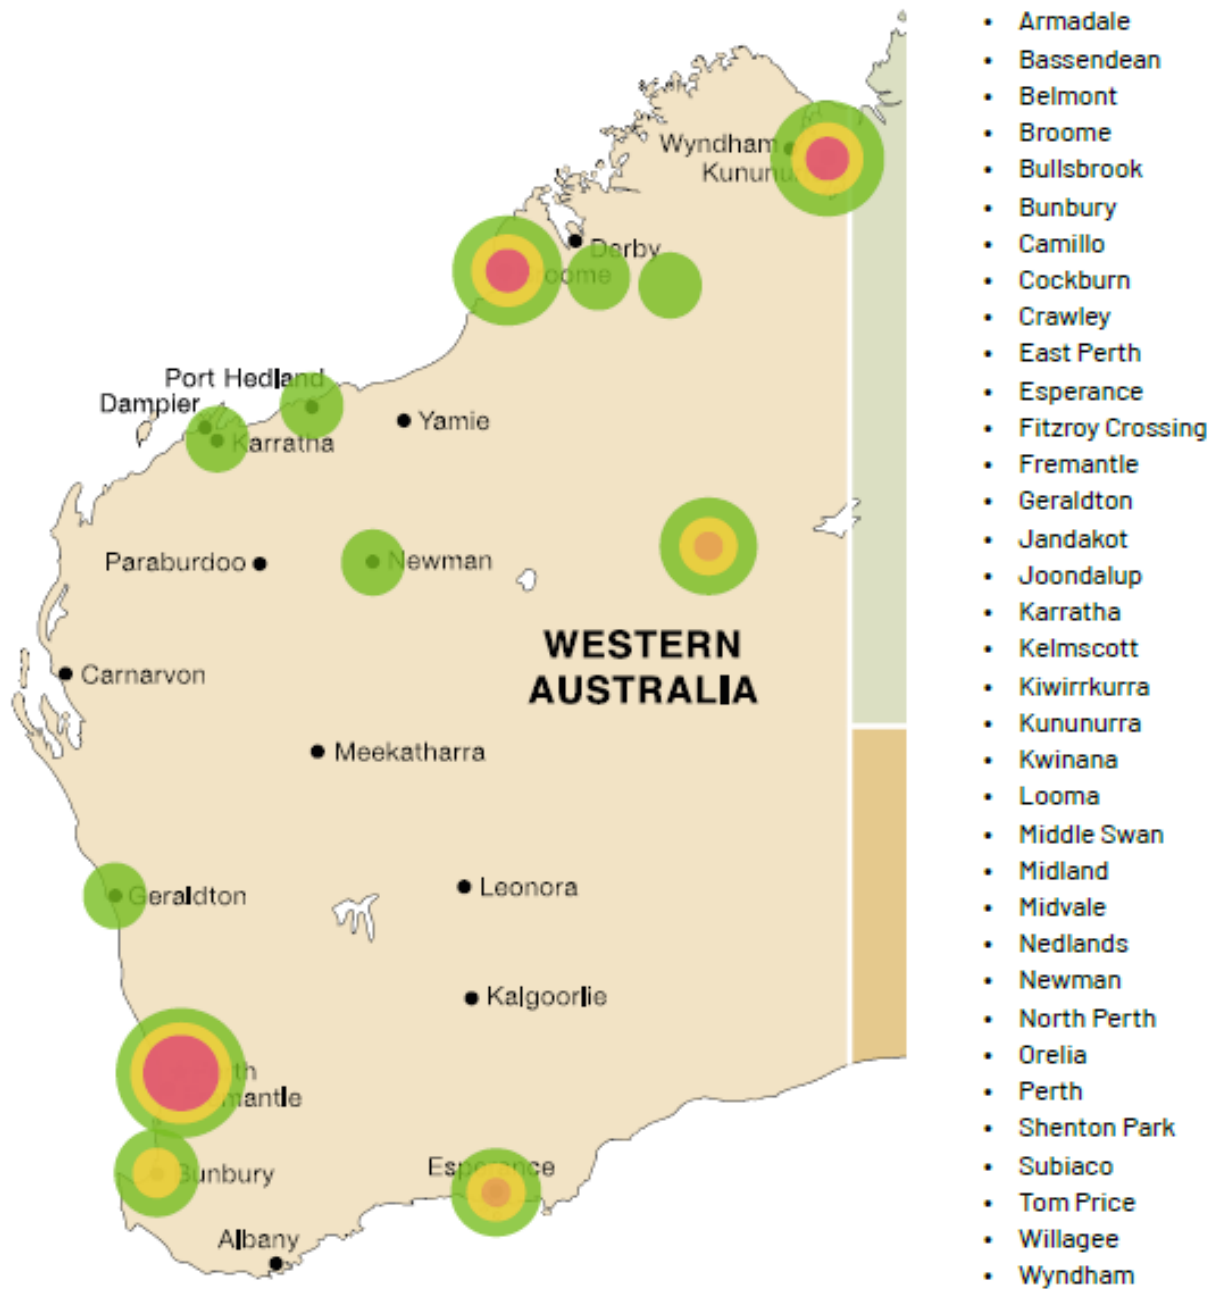 Wyndham
Kununu
Derby
oome
Port Hedland
Dampier
Karratha
Yamie
Paraburdoo
Newman
WESTERN
AUSTRALIA
Carnarvon
Meekatharra
Geraldton
Leonora
Kalgoorlie
th
mantle
Bunbury
Esperance
Albany
• Armadale
• Bassendean
• Belmont
• Broome
• Bullsbrook
• Bunbury
• Camillo
• Cockburn
• Crawley
• East Perth
• Esperance
• Fitzroy Crossing
• Fremantle
• Geraldton
• Jandakot
• Joondalup
• Karratha
• Kelmscott
• Kiwirrkurra
• Kununurra
• Kwinana
• Looma
• Middle Swan
• Midland
• Midvale
• Nedlands
• Newman
• North Perth
• Orelia
• Perth
• Shenton Park
• Subiaco
• Tom Price
• Willagee
• Wyndham